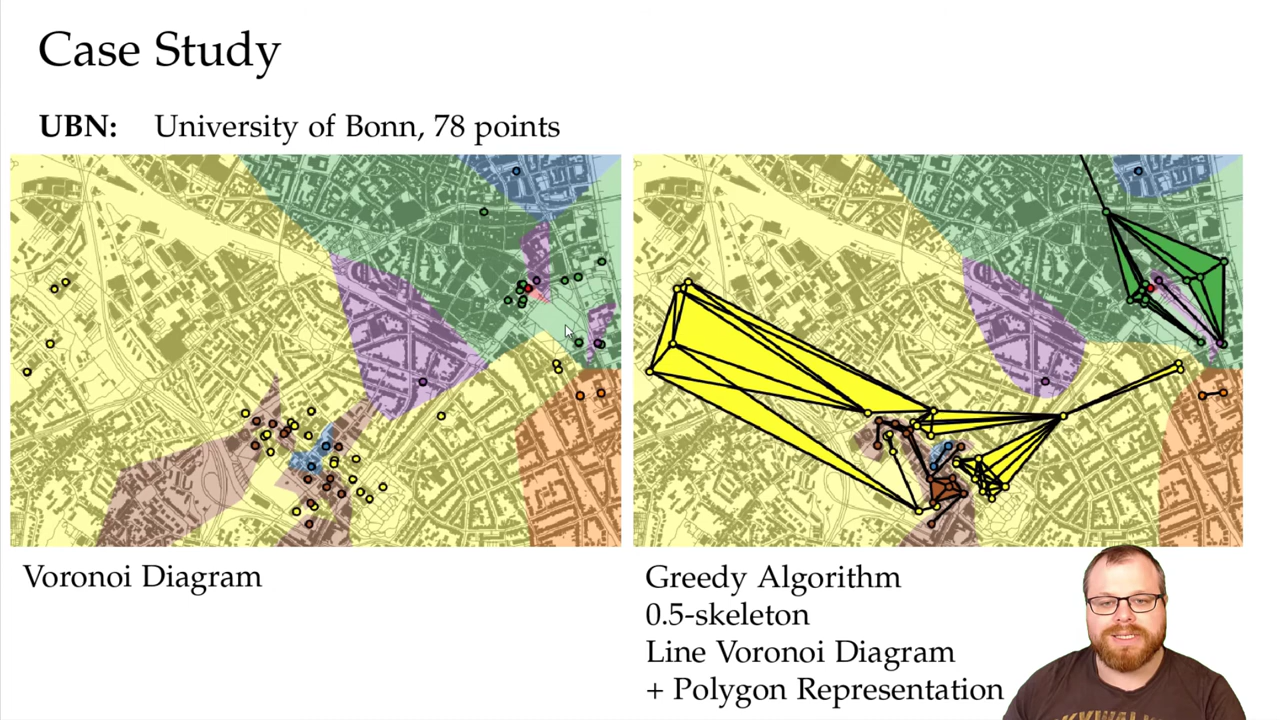 Case Study
UBN: University of Bonn, 78 points
Voronoi Diagram
Greedy Algorithm
0.5-skeleton
Line Voronoi Diagram
+ Polygon Representation